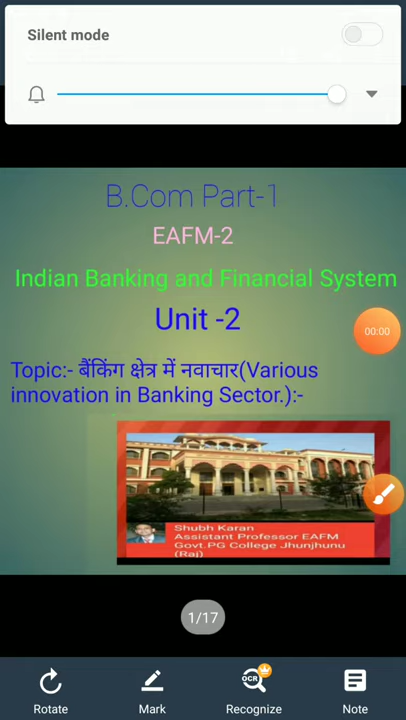 Silent mode
B.Com Part-1
EAFM-2
Indian Banking and Financial System
Unit -2
00:00
Topic:- बैंकिंग क्षेत्र में नवाचार(Various
innovation in Banking Sector.):-
Shubh Karan
Assistant Professor EAFM
Govt.PG College Jhunjhunu
(Raj)
1/17
OCR
Rotate
Mark
Recognize
Note